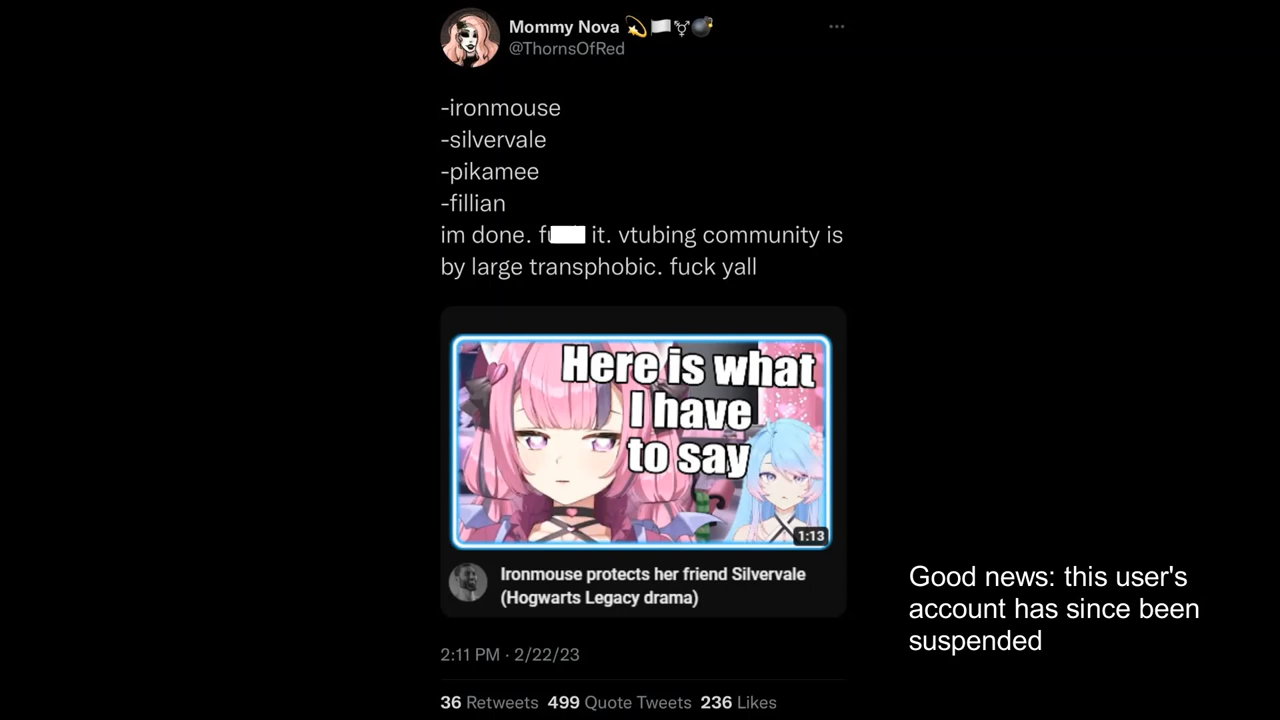 Mommy Nova 💫🏳️‍⚧️💣
@ThornsOfRed
-ironmouse
-silvervale
-pikamee
-fillian
im done. it. vtubing community is
by large transphobic. fuck yall
Here is what
I have
to say
1:13
Ironmouse protects her friend Silvervale
(Hogwarts Legacy drama)
Good news: this user's
account has since been
suspended
2:11 PM · 2/22/23
36 Retweets 499 Quote Tweets 236 Likes